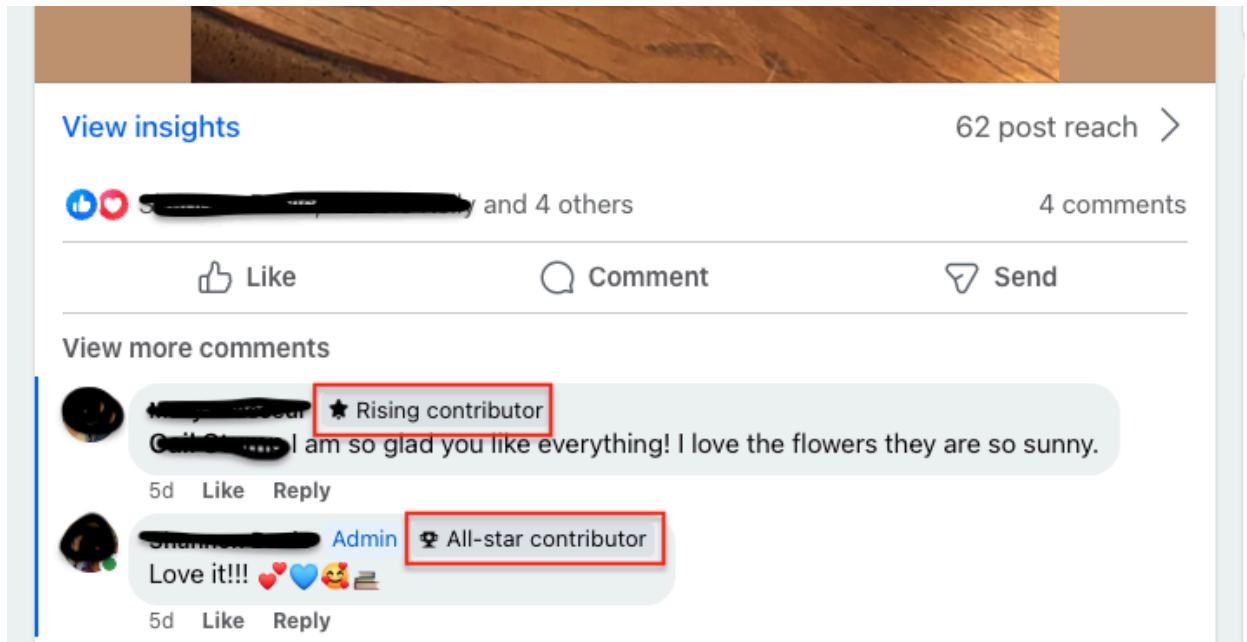 View insights
62 post reach
and 4 others
4 comments
Like
Comment
Send
View more comments
Rising contributor
I am so glad you like everything! I love the flowers they are so sunny.
5d Like Reply
Admin All-star contributor
Love it!!! 💕💙🥰📚
5d Like Reply